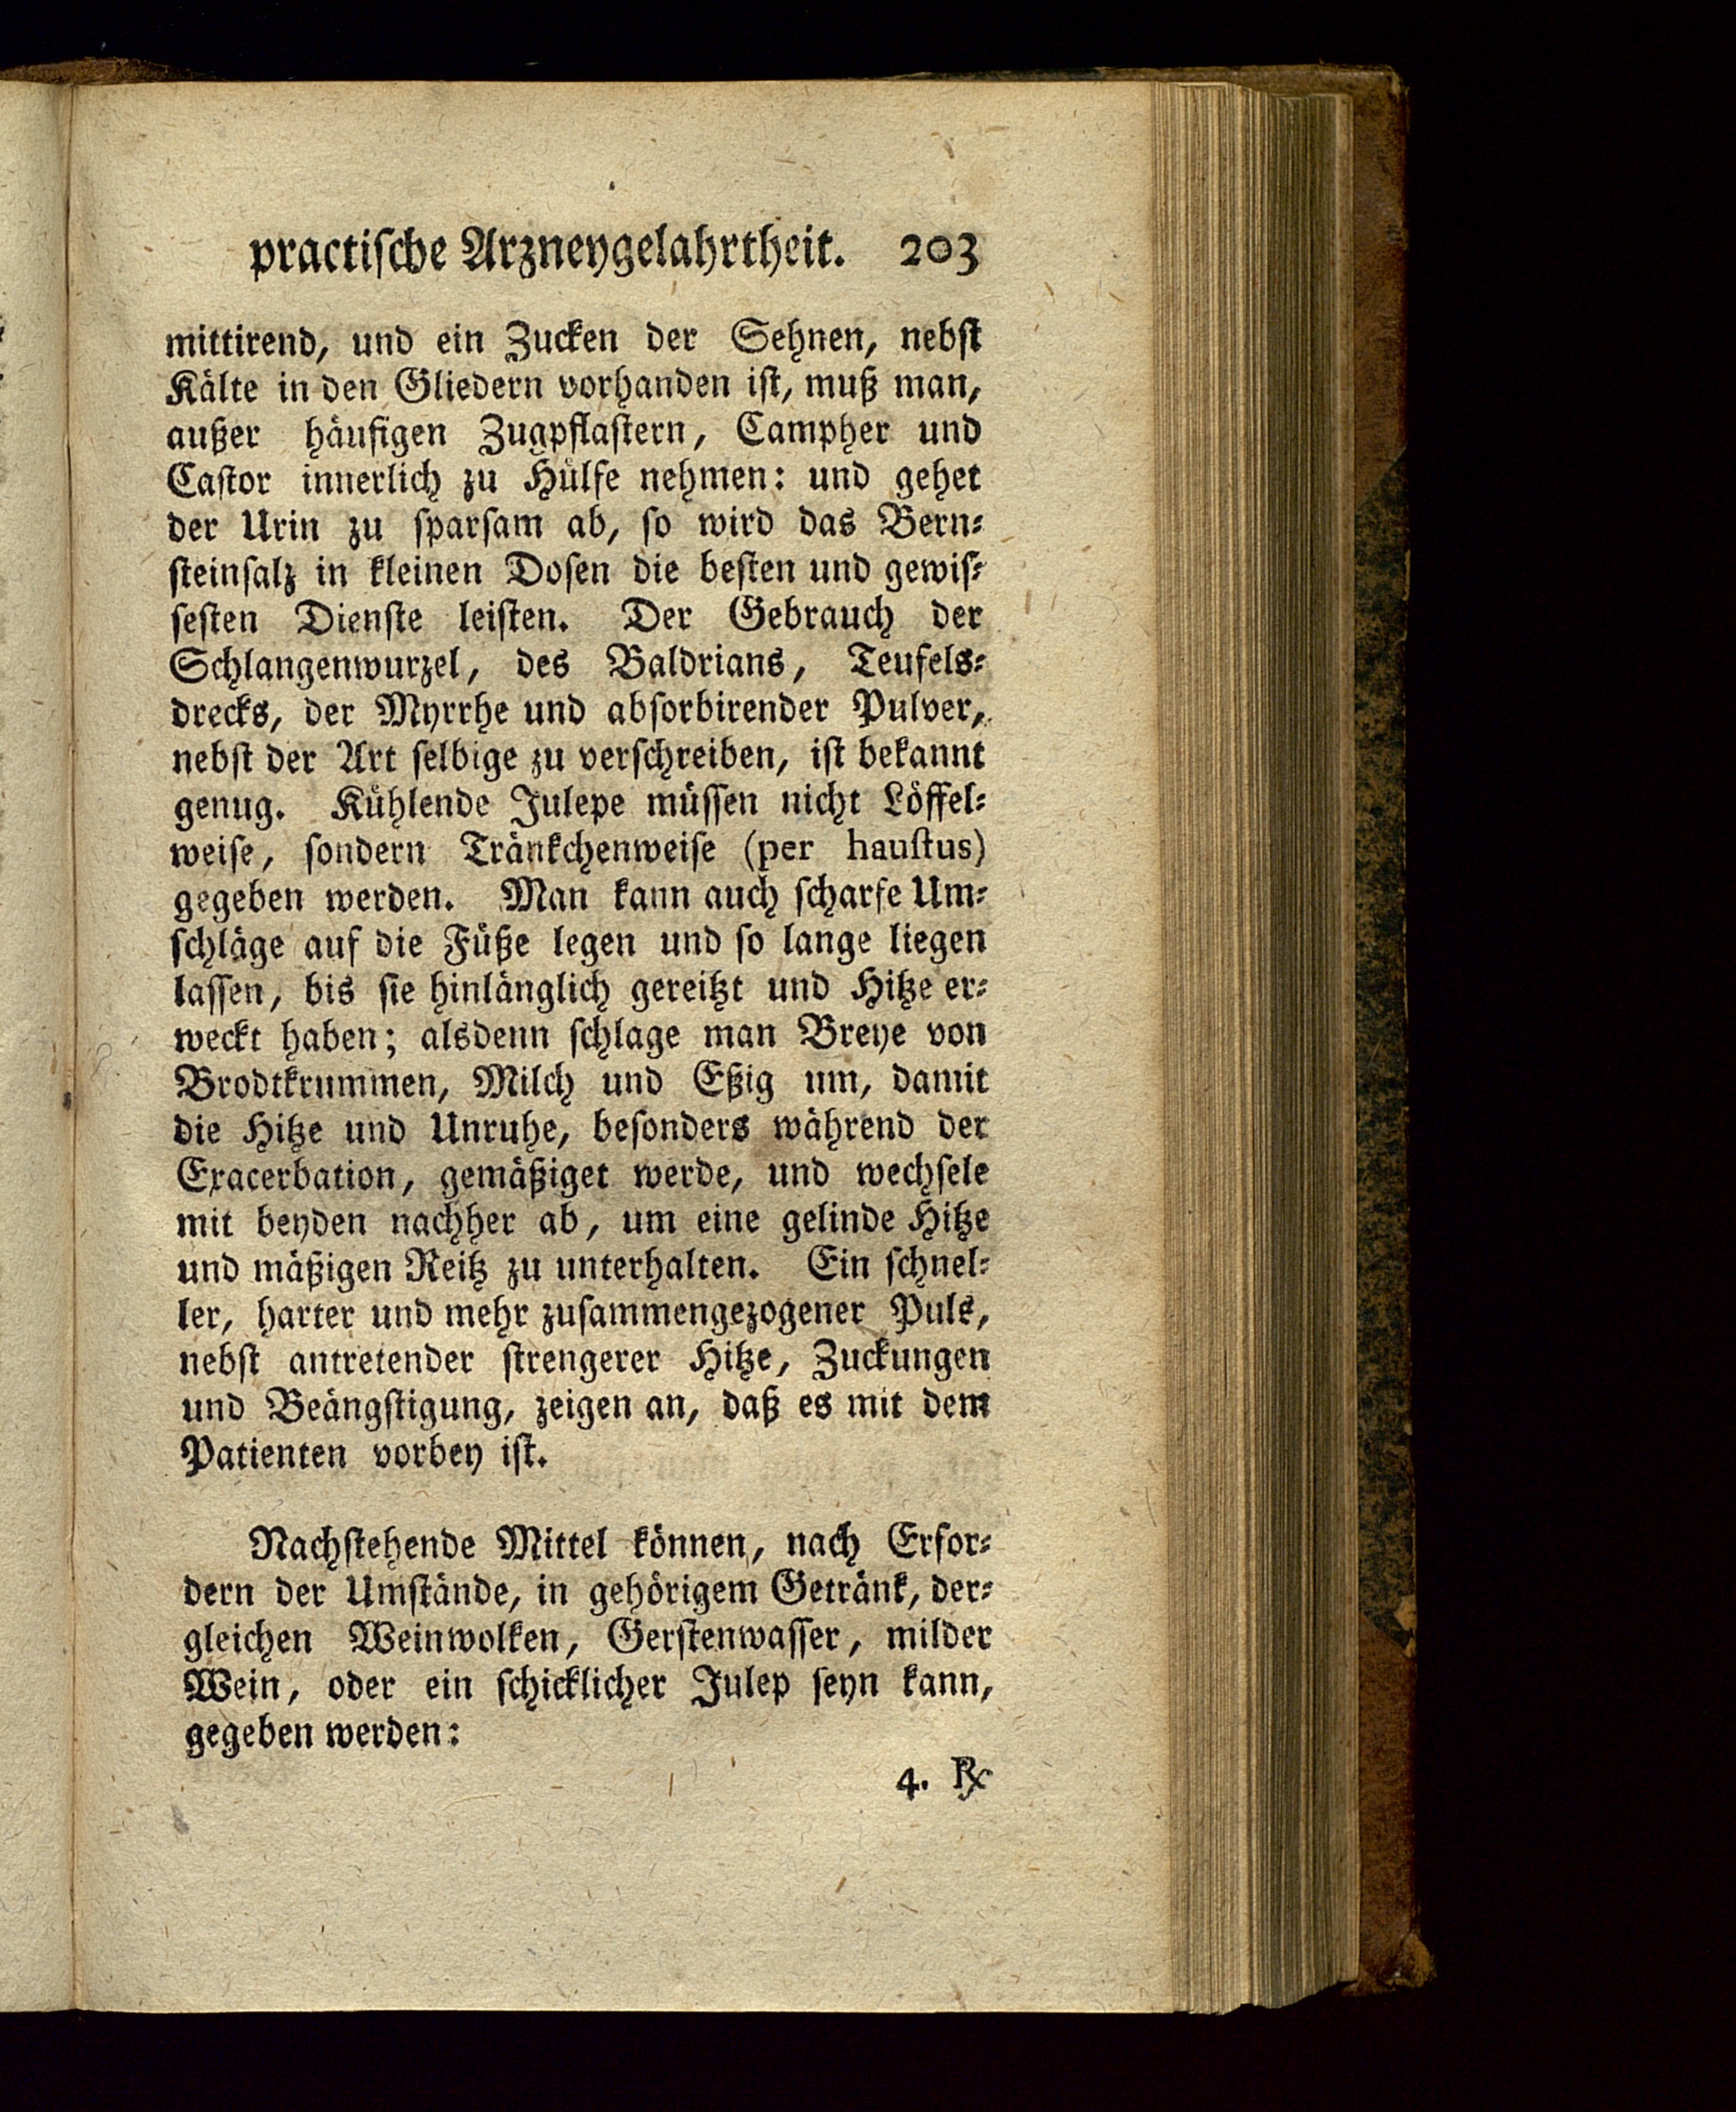 practische Arzneygelahrtheit. 203
mittirend, und ein Zucken der Sehnen, nebst
Kälte in den Gliedern vorhanden ist, muß man,
außer häufigen Zugpflastern, Campher und
Castor innerlich zu Hülfe nehmen: und gehet
der Urin zu sparsam ab, so wird das Bern-
steinsalz in kleinen Dosen die besten und gewis-
sesten Dienste leisten. Der Gebrauch der
Schlangenwurzel, des Baldrians, Teufels-
drecks, der Myrrhe und absorbirender Pulver,
nebst der Art selbige zu verschreiben, ist bekannt
genug. Kühlende Julepe müssen nicht Löffel-
weise, sondern Tränkchenweise (per haustus)
gegeben werden. Man kann auch scharfe Um-
schläge auf die Füße legen und so lange liegen
lassen, bis sie hinlänglich gereitzt und Hitze er-
weckt haben; alsdenn schlage man Breye von
Brodtkrummen, Milch und Eßig um, damit
die Hitze und Unruhe, besonders während der
Exacerbation, gemäßiget werde, und wechsele
mit beyden nachher ab, um eine gelinde Hitze
und mäßigen Reitz zu unterhalten. Ein schnel-
ler, harter und mehr zusammengezogener Puls,
nebst antretender strengerer Hitze, Zuckungen
und Beängstigung, zeigen an, daß es mit dem
Patienten vorbey ist.
Nachstehende Mittel können, nach Erfor-
dern der Umstände, in gehörigem Getränk, der-
gleichen Weinwolken, Gerstenwasser, milder
Wein, oder ein schicklicher Julep seyn kann,
gegeben werden:
4. ℞